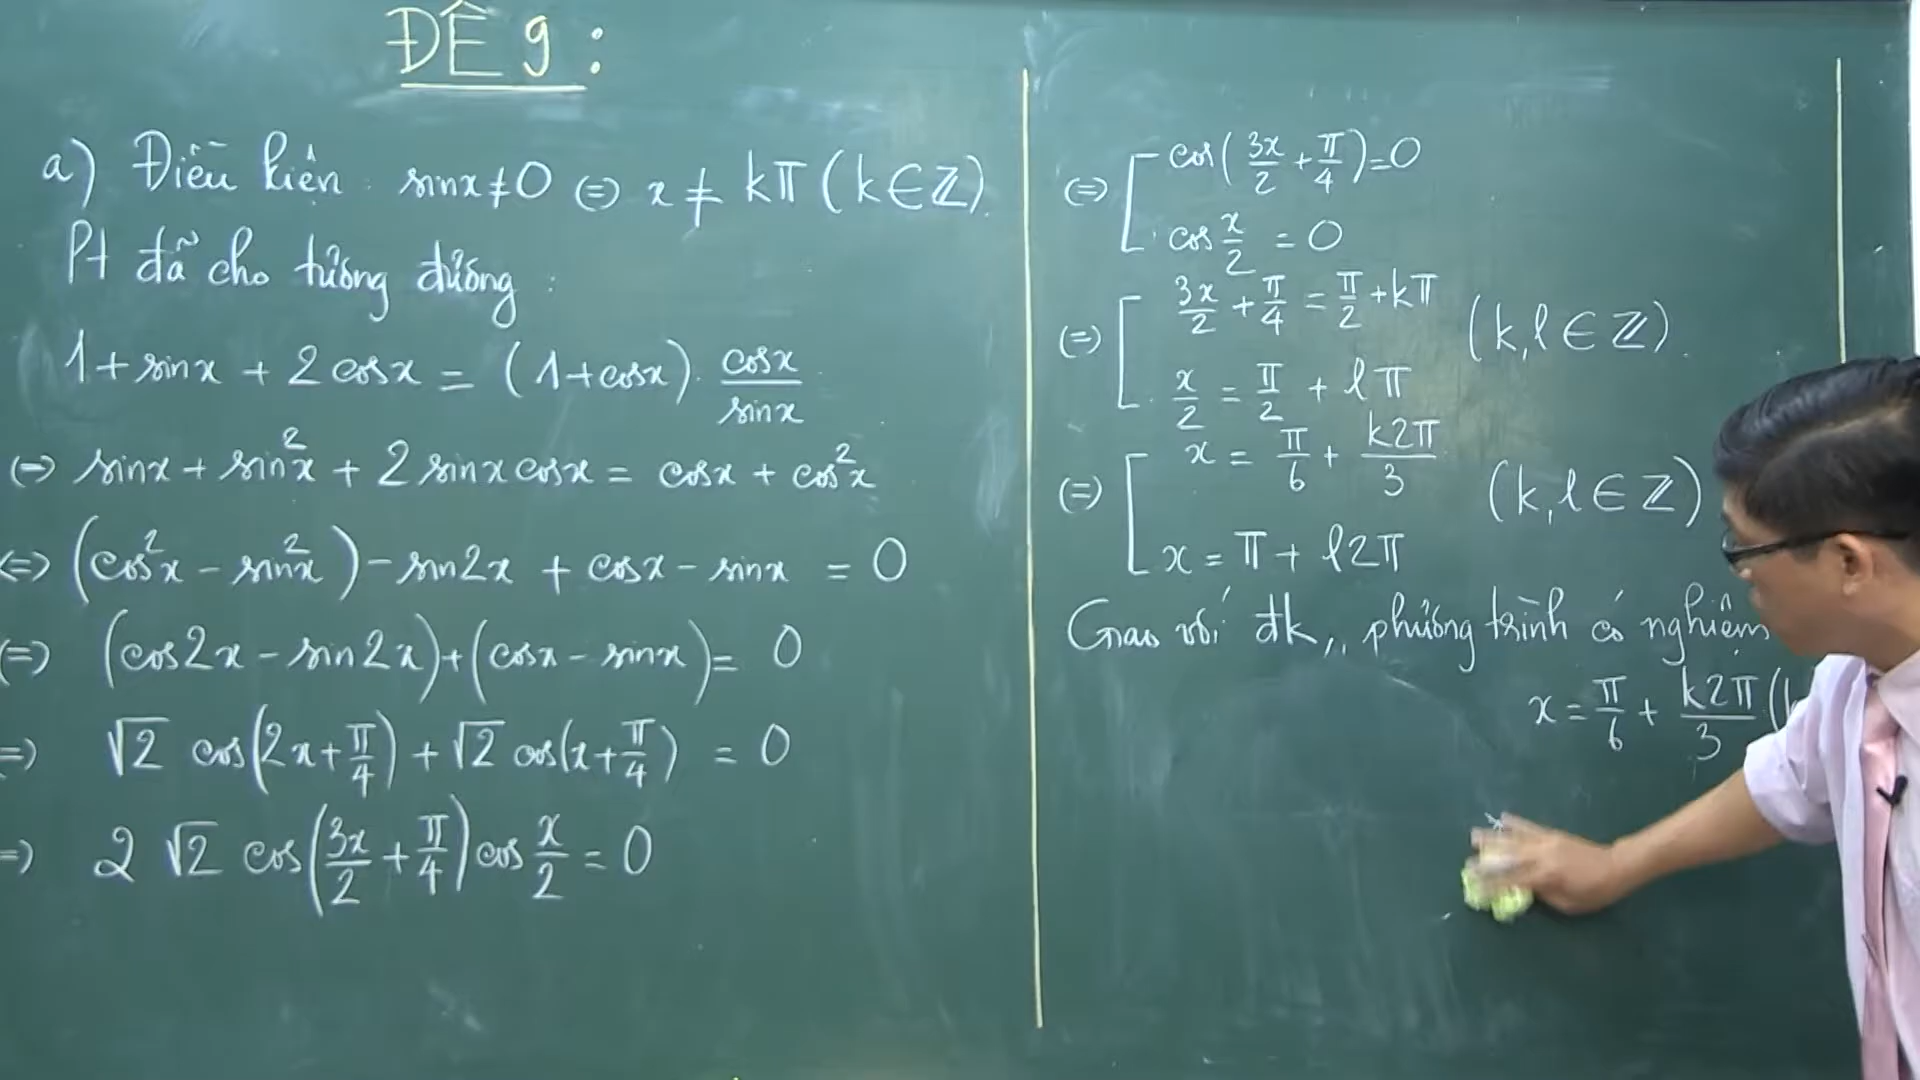 ĐỀ 9 :
a) Điều kiện : sinx ≠ 0 ⇔ x ≠ kπ (k ∈ ℤ).
Pt đã cho tương đương :
1 + sinx + 2cosx = (1+cosx). cosx/sinx
⇔ sinx + sin²x + 2sinxcosx = cosx + cos²x
⇔ (cos²x − sin²x) − sin2x + cosx − sinx = 0
⇔ (cos2x − sin2x) + (cosx − sinx) = 0
⇔ √2 cos(2x + π/4) + √2 cos(x + π/4) = 0
⇔ 2√2 cos(3x/2 + π/4) cos x/2 = 0
⇔ [ cos(3x/2 + π/4) = 0
cos x/2 = 0
⇔ [ 3x/2 + π/4 = π/2 + kπ (k,l ∈ ℤ).
x/2 = π/2 + lπ
⇔ [ x = π/6 + k2π/3 (k,l ∈ ℤ)
x = π + l2π
Giao với đk, phương trình có nghiệm
x = π/6 + k2π/3 (k